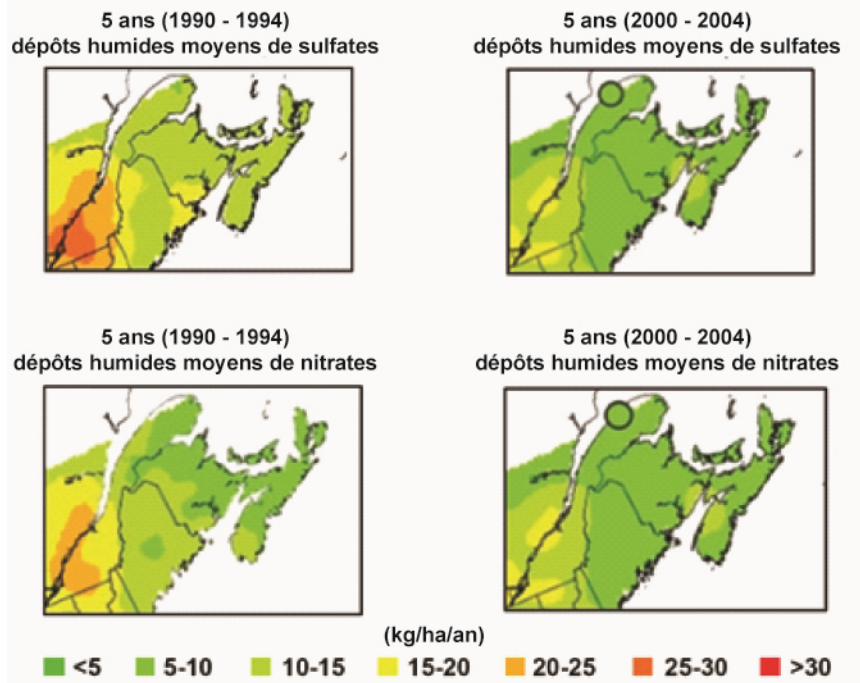 5 ans (1990 - 1994)
dépôts humides moyens de sulfates
5 ans (2000 - 2004)
dépôts humides moyens de sulfates
5 ans (1990 - 1994)
dépôts humides moyens de nitrates
5 ans (2000 - 2004)
dépôts humides moyens de nitrates
(kg/ha/an)
<5 5-10 10-15 15-20 20-25 25-30 >30